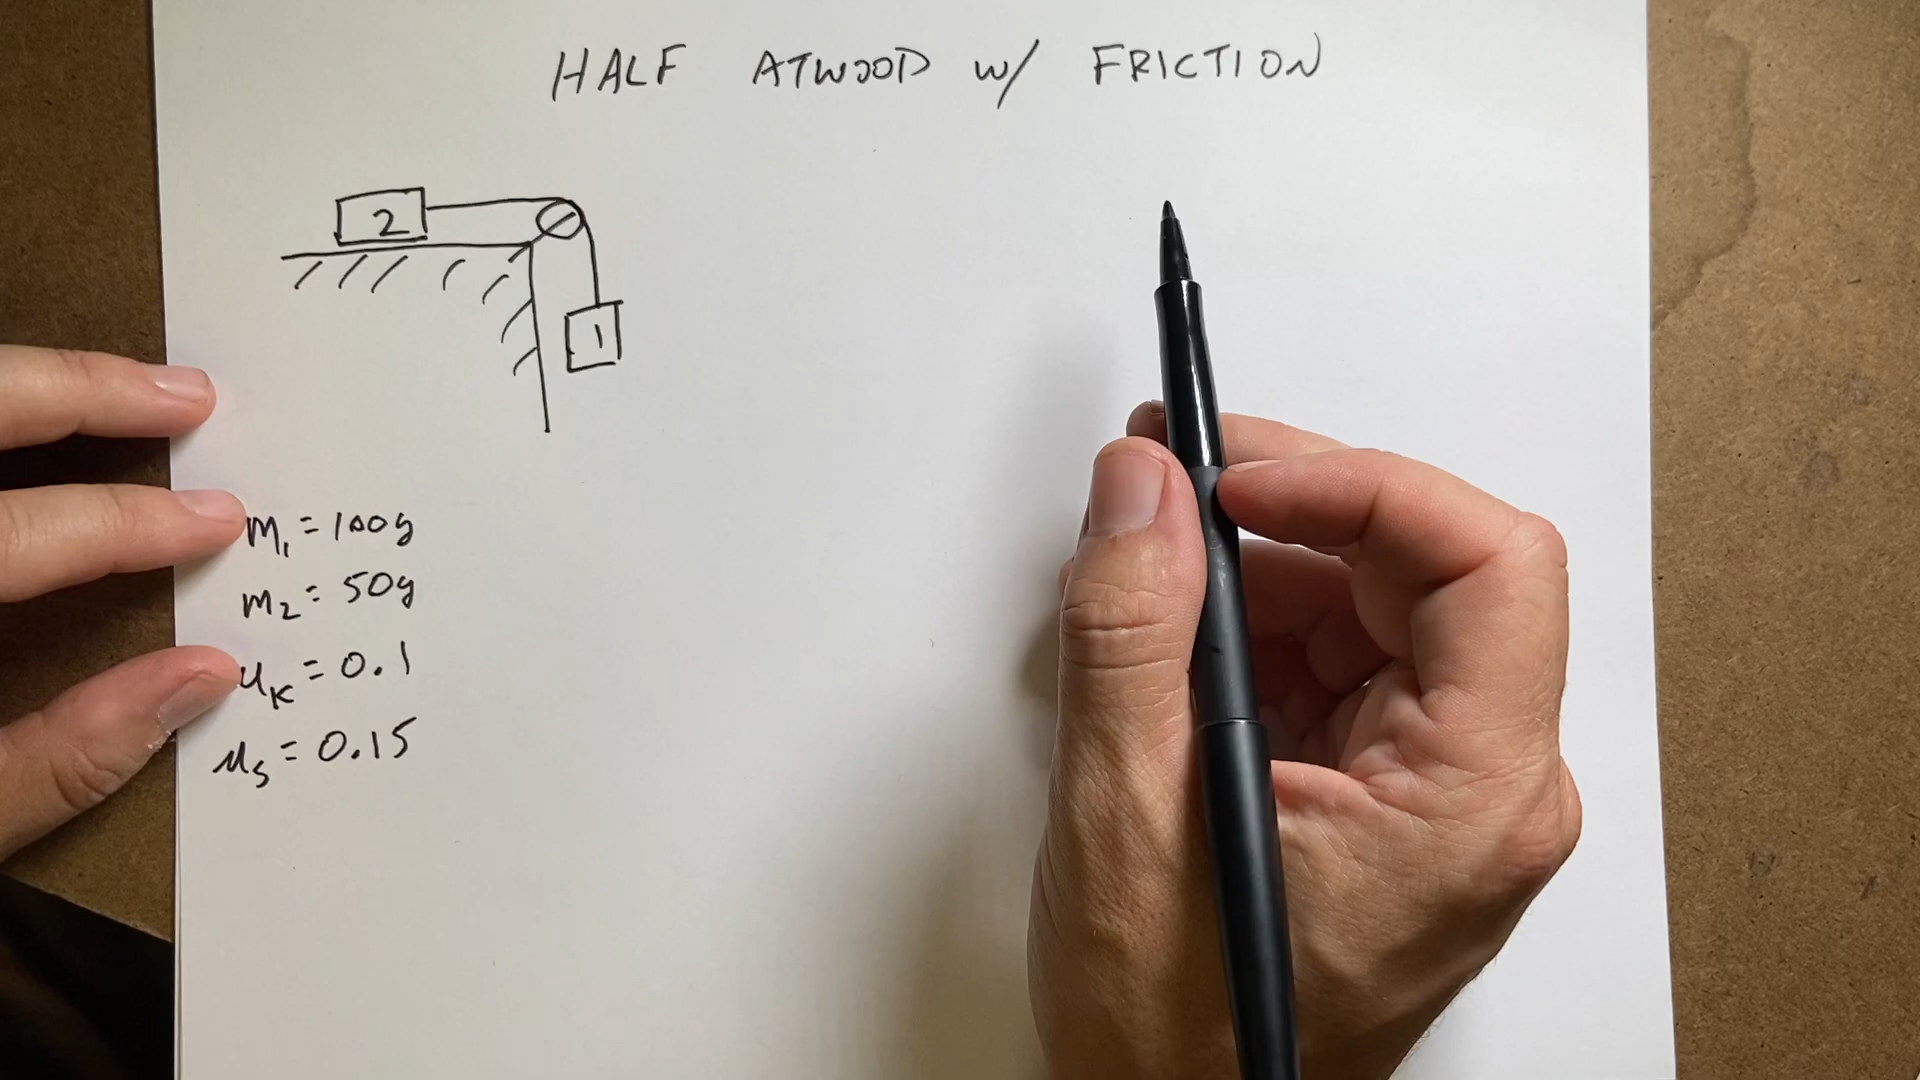 HALF ATWOOD w/ FRICTION
2
1
m₁ = 100g
m₂ = 50g
μₖ = 0.1
μₛ = 0.15